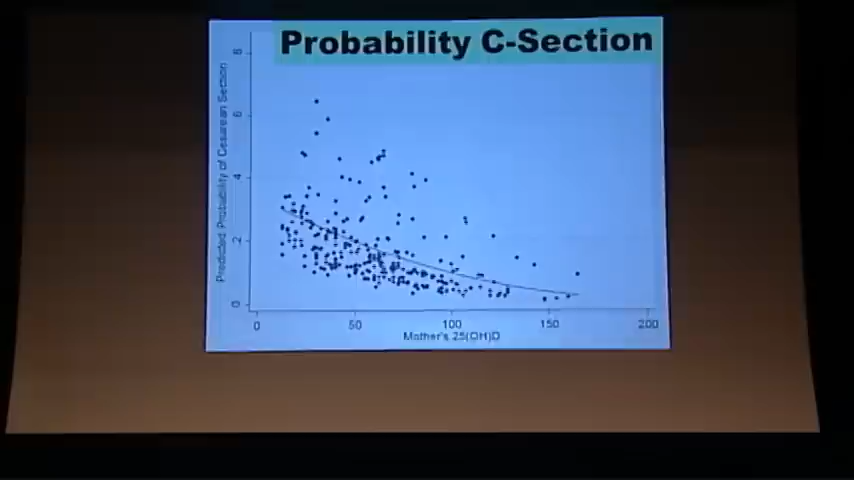 Probability C-Section
Predicted Probability of Cesarean Section
.8
.6
.4
.2
0
0 50 100 150 200
Mother's 25(OH)D